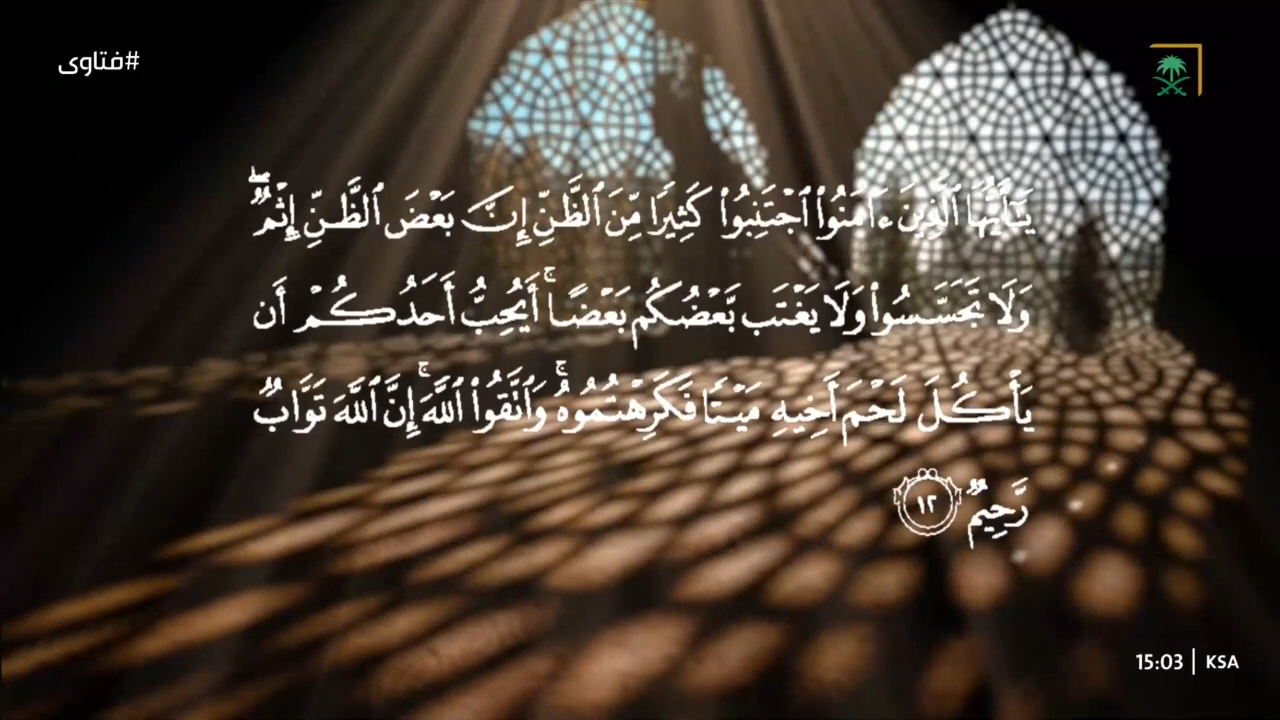 #فتاوى
يَٰٓأَيُّهَا ٱلَّذِينَ ءَامَنُوا۟ ٱجْتَنِبُوا۟ كَثِيرًا مِّنَ ٱلظَّنِّ إِنَّ بَعْضَ ٱلظَّنِّ إِثْمٌۖ
وَلَا تَجَسَّسُوا۟ وَلَا يَغْتَب بَّعْضُكُم بَعْضًاۚ أَيُحِبُّ أَحَدُكُمْ أَن
يَأْكُلَ لَحْمَ أَخِيهِ مَيْتًا فَكَرِهْتُمُوهُۚ وَٱتَّقُوا۟ ٱللَّهَۚ إِنَّ ٱللَّهَ تَوَّابٌ
رَّحِيمٌ ١٢
15:03 | KSA